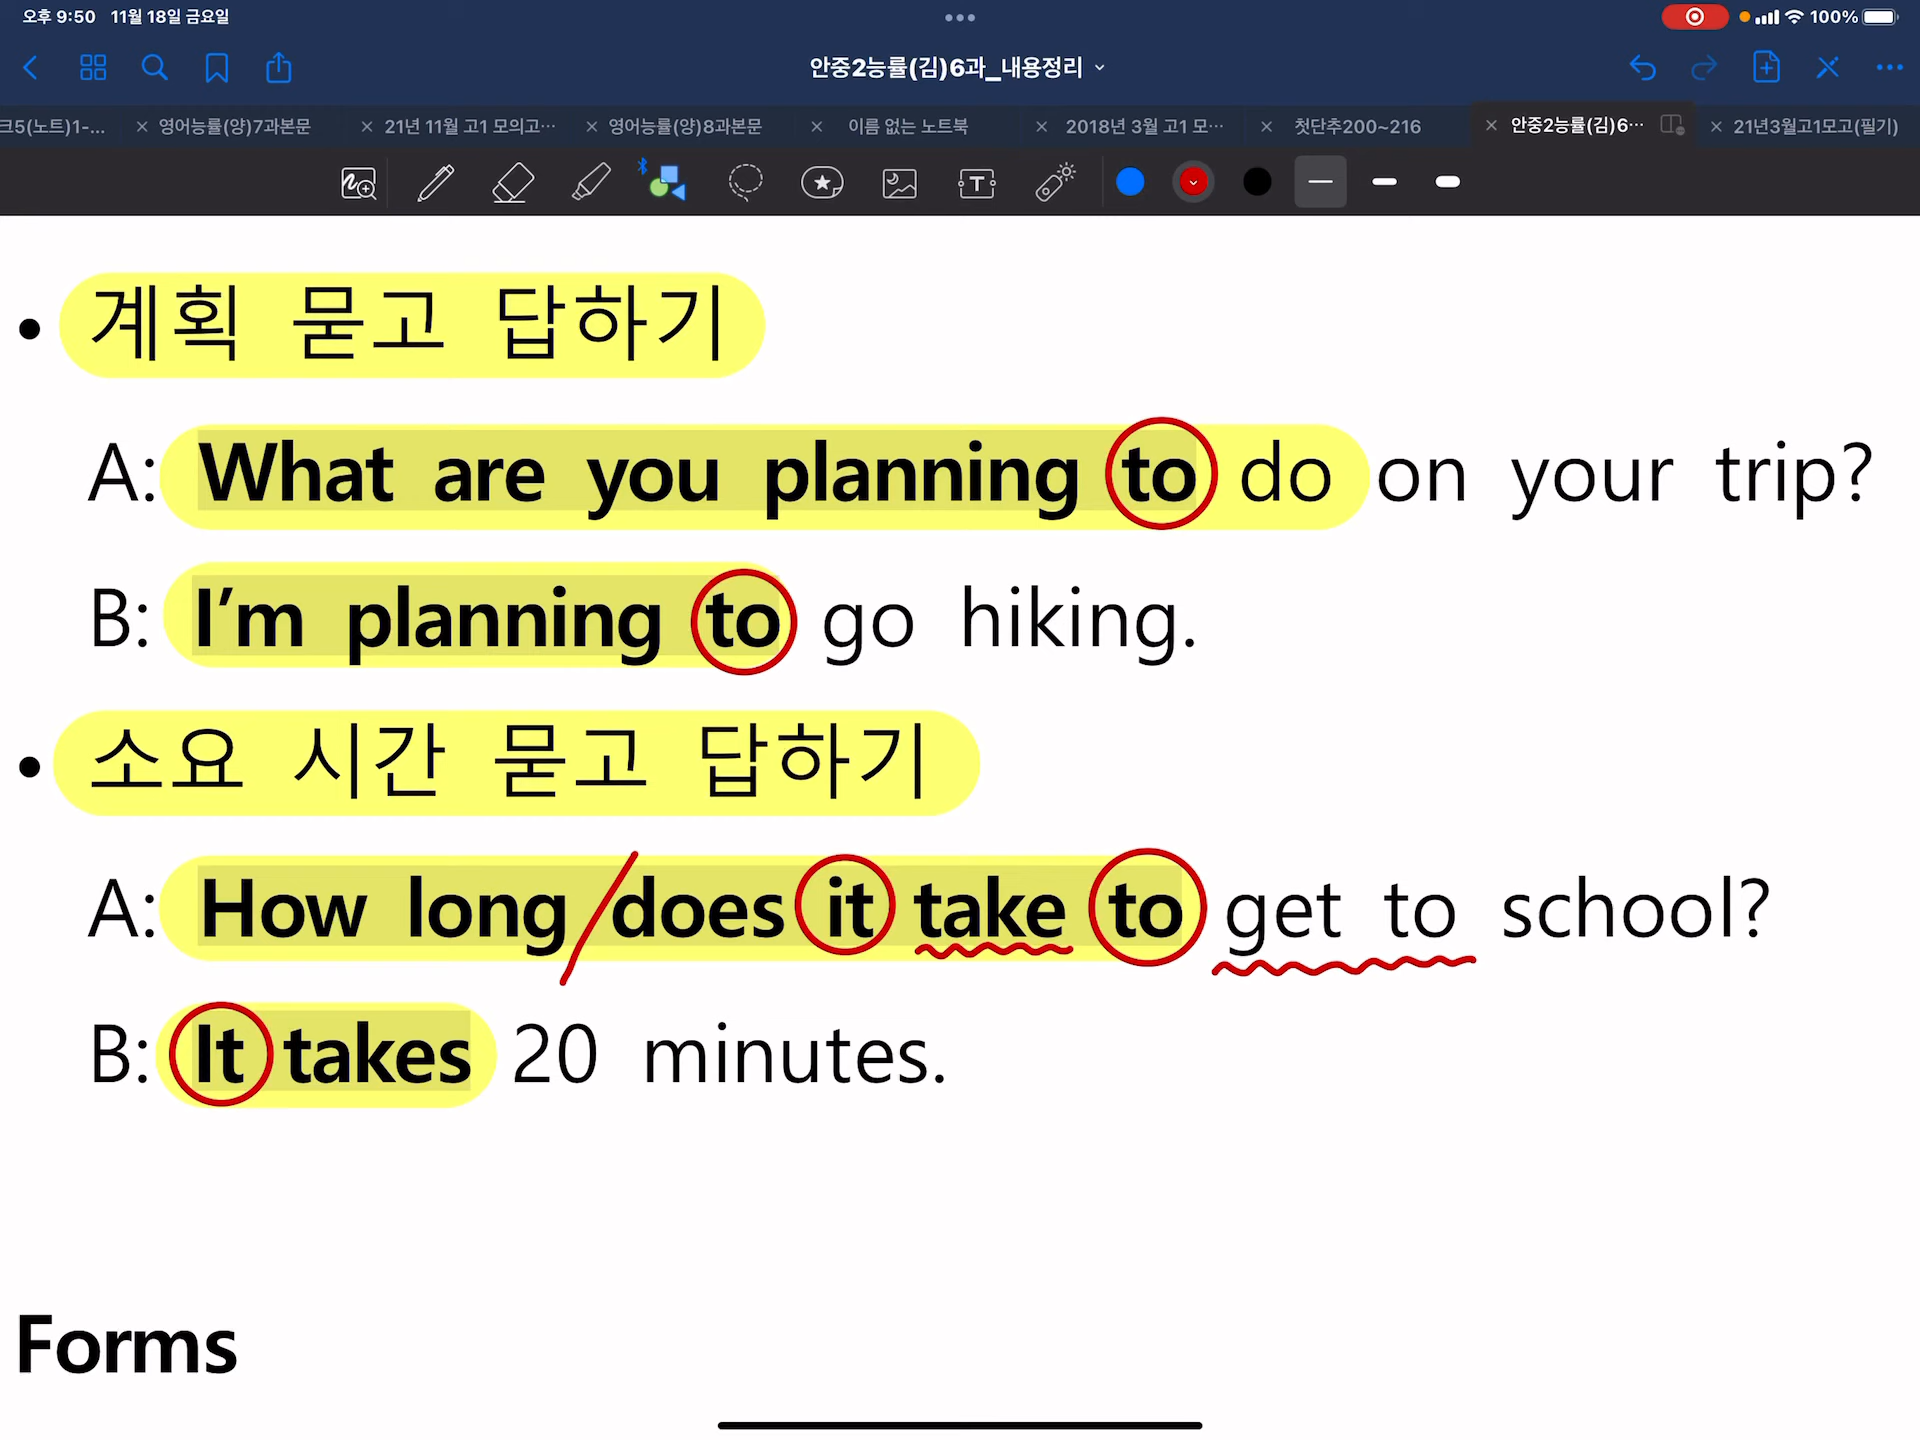 오후 9:50 11월 18일 금요일
100%
안중2능률(김)6과_내용정리
크5(노트)1-... 영어능률(양)7과본문 21년 11월 고1 모의고... 영어능률(양)8과본문 이름 없는 노트북 2018년 3월 고1 모... 첫단추200~216 안중2능률(김)6... 21년3월고1모고(필기)
• 계획 묻고 답하기
A: What are you planning to do on your trip?
B: I'm planning to go hiking.
• 소요 시간 묻고 답하기
A: How long / does it take to get to school?
B: It takes 20 minutes.
Forms